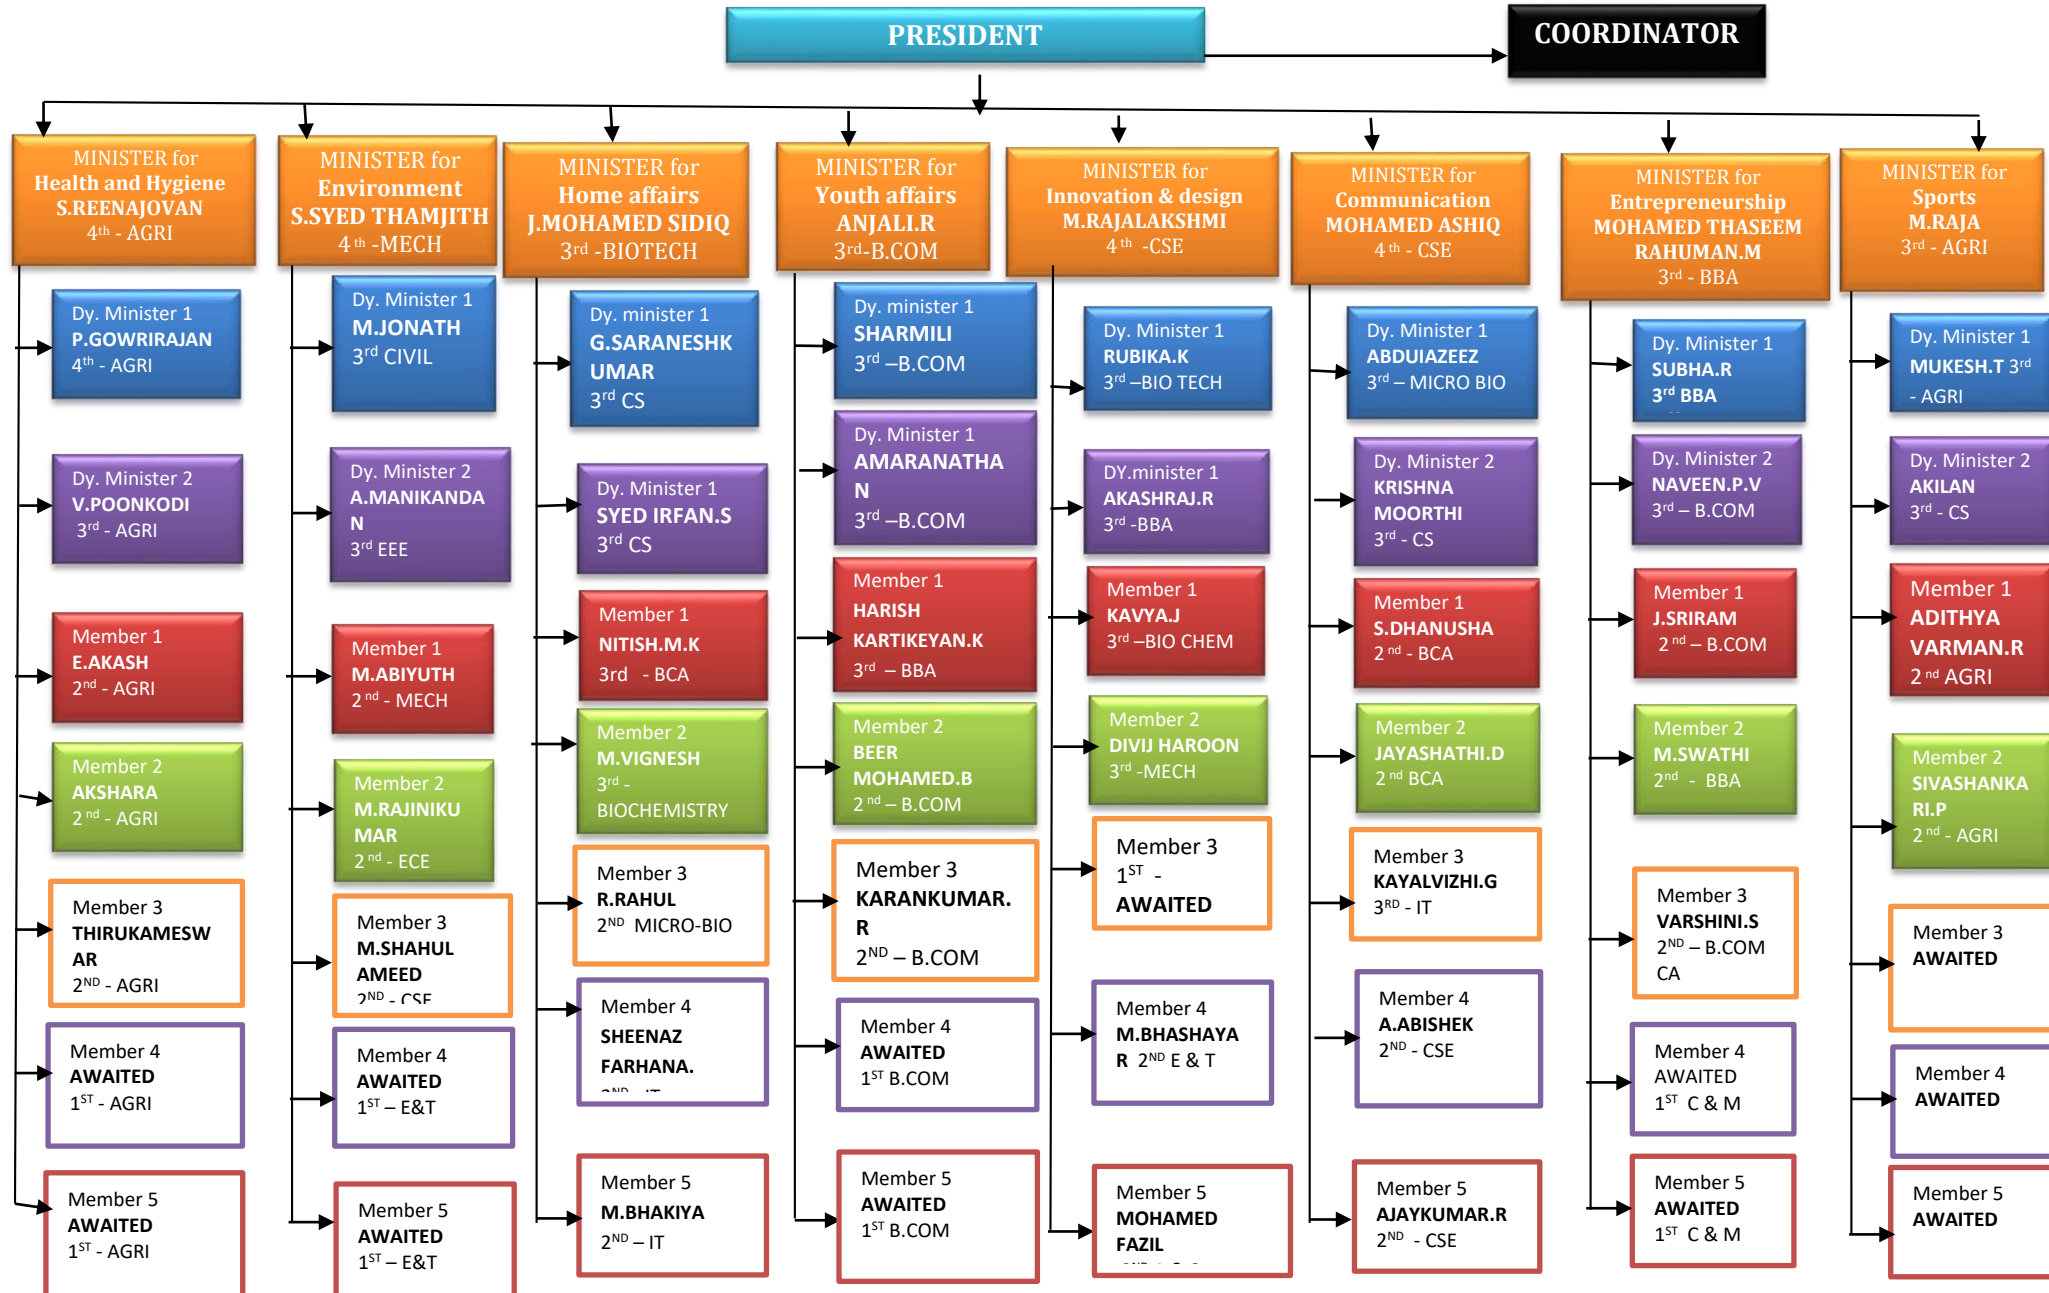 PRESIDENT
COORDINATOR
MINISTER for
Health and Hygiene
S.REENAJOVAN
4th - AGRI
Dy. Minister 1
P.GOWRIRAJAN
4th - AGRI
Dy. Minister 2
V.POONKODI
3rd - AGRI
Member 1
E.AKASH
2nd - AGRI
Member 2
AKSHARA
2 nd - AGRI
Member 3
THIRUKAMESW
AR
2ND - AGRI
Member 4
AWAITED
1ST - AGRI
Member 5
AWAITED
1ST - AGRI
MINISTER for
Environment
S.SYED THAMJITH
4 th -MECH
Dy. Minister 1
M.JONATH
3rd CIVIL
Dy. Minister 2
A.MANIKANDA
N
3rd EEE
Member 1
M.ABIYUTH
2 nd - MECH
Member 2
M.RAJINIKU
MAR
2 nd - ECE
Member 3
M.SHAHUL
AMEED
2ND - CSE
Member 4
AWAITED
1ST – E&T
Member 5
AWAITED
1ST – E&T
MINISTER for
Home affairs
J.MOHAMED SIDIQ
3rd -BIOTECH
Dy. minister 1
G.SARANESHK
UMAR
3rd CS
Dy. Minister 1
SYED IRFAN.S
3rd CS
Member 1
NITISH.M.K
3rd - BCA
Member 2
M.VIGNESH
3rd -
BIOCHEMISTRY
Member 3
R.RAHUL
2ND MICRO-BIO
Member 4
SHEENAZ
FARHANA.
Member 5
M.BHAKIYA
2ND – IT
MINISTER for
Youth affairs
ANJALI.R
3rd-B.COM
Dy. minister 1
SHARMILI
3rd –B.COM
Dy. Minister 1
AMARANATHA
N
3rd –B.COM
Member 1
HARISH
KARTIKEYAN.K
3rd – BBA
Member 2
BEER
MOHAMED.B
2 nd – B.COM
Member 3
KARANKUMAR.
R
2ND – B.COM
Member 4
AWAITED
1ST B.COM
Member 5
AWAITED
1ST B.COM
MINISTER for
Innovation & design
M.RAJALAKSHMI
4 th -CSE
Dy. Minister 1
RUBIKA.K
3rd –BIO TECH
DY.minister 1
AKASHRAJ.R
3rd -BBA
Member 1
KAVYA.J
3rd –BIO CHEM
Member 2
DIVIJ HAROON
3rd -MECH
Member 3
1ST -
AWAITED
Member 4
M.BHASHAYA
R 2ND E & T
Member 5
MOHAMED
FAZIL
MINISTER for
Communication
MOHAMED ASHIQ
4 th - CSE
Dy. Minister 1
ABDUIAZEEZ
3rd – MICRO BIO
Dy. Minister 2
KRISHNA
MOORTHI
3rd - CS
Member 1
S.DHANUSHA
2 nd - BCA
Member 2
JAYASHATHI.D
2 nd BCA
Member 3
KAYALVIZHI.G
3RD - IT
Member 4
A.ABISHEK
2ND - CSE
Member 5
AJAYKUMAR.R
2ND - CSE
MINISTER for
Entrepreneurship
MOHAMED THASEEM
RAHUMAN.M
3rd - BBA
Dy. Minister 1
SUBHA.R
3rd BBA
Dy. Minister 2
NAVEEN.P.V
3rd – B.COM
Member 1
J.SRIRAM
2 nd – B.COM
Member 2
M.SWATHI
2nd - BBA
Member 3
VARSHINI.S
2ND – B.COM
CA
Member 4
AWAITED
1ST C & M
Member 5
AWAITED
1ST C & M
MINISTER for
Sports
M.RAJA
3rd - AGRI
Dy. Minister 1
MUKESH.T 3rd
- AGRI
Dy. Minister 2
AKILAN
3rd - CS
Member 1
ADITHYA
VARMAN.R
2 nd AGRI
Member 2
SIVASHANKA
RI.P
2 nd - AGRI
Member 3
AWAITED
Member 4
AWAITED
Member 5
AWAITED